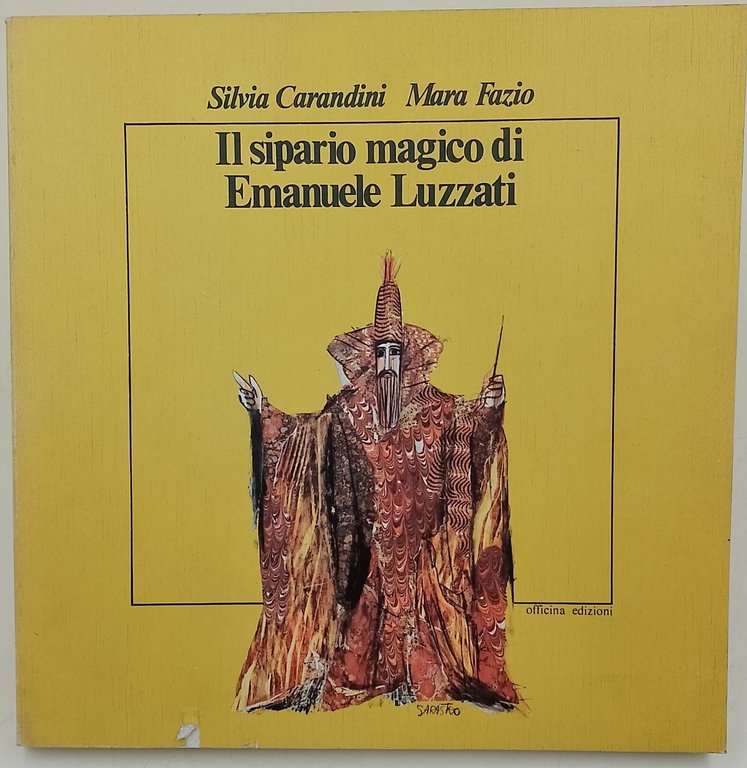 Silvia Carandini Mara Fazio
Il sipario magico di
Emanuele Luzzati
officina edizioni
SARASTRO